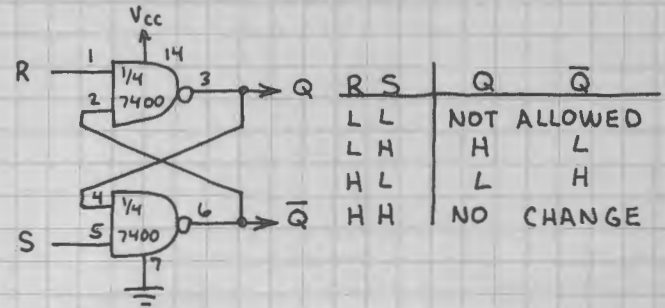 Vcc
R 1 14
1/4 3 Q
2 7400
4 1/4 6 Q̅
S 5 7400
7
R S Q Q̅
L L NOT ALLOWED
L H H L
H L L H
H H NO CHANGE